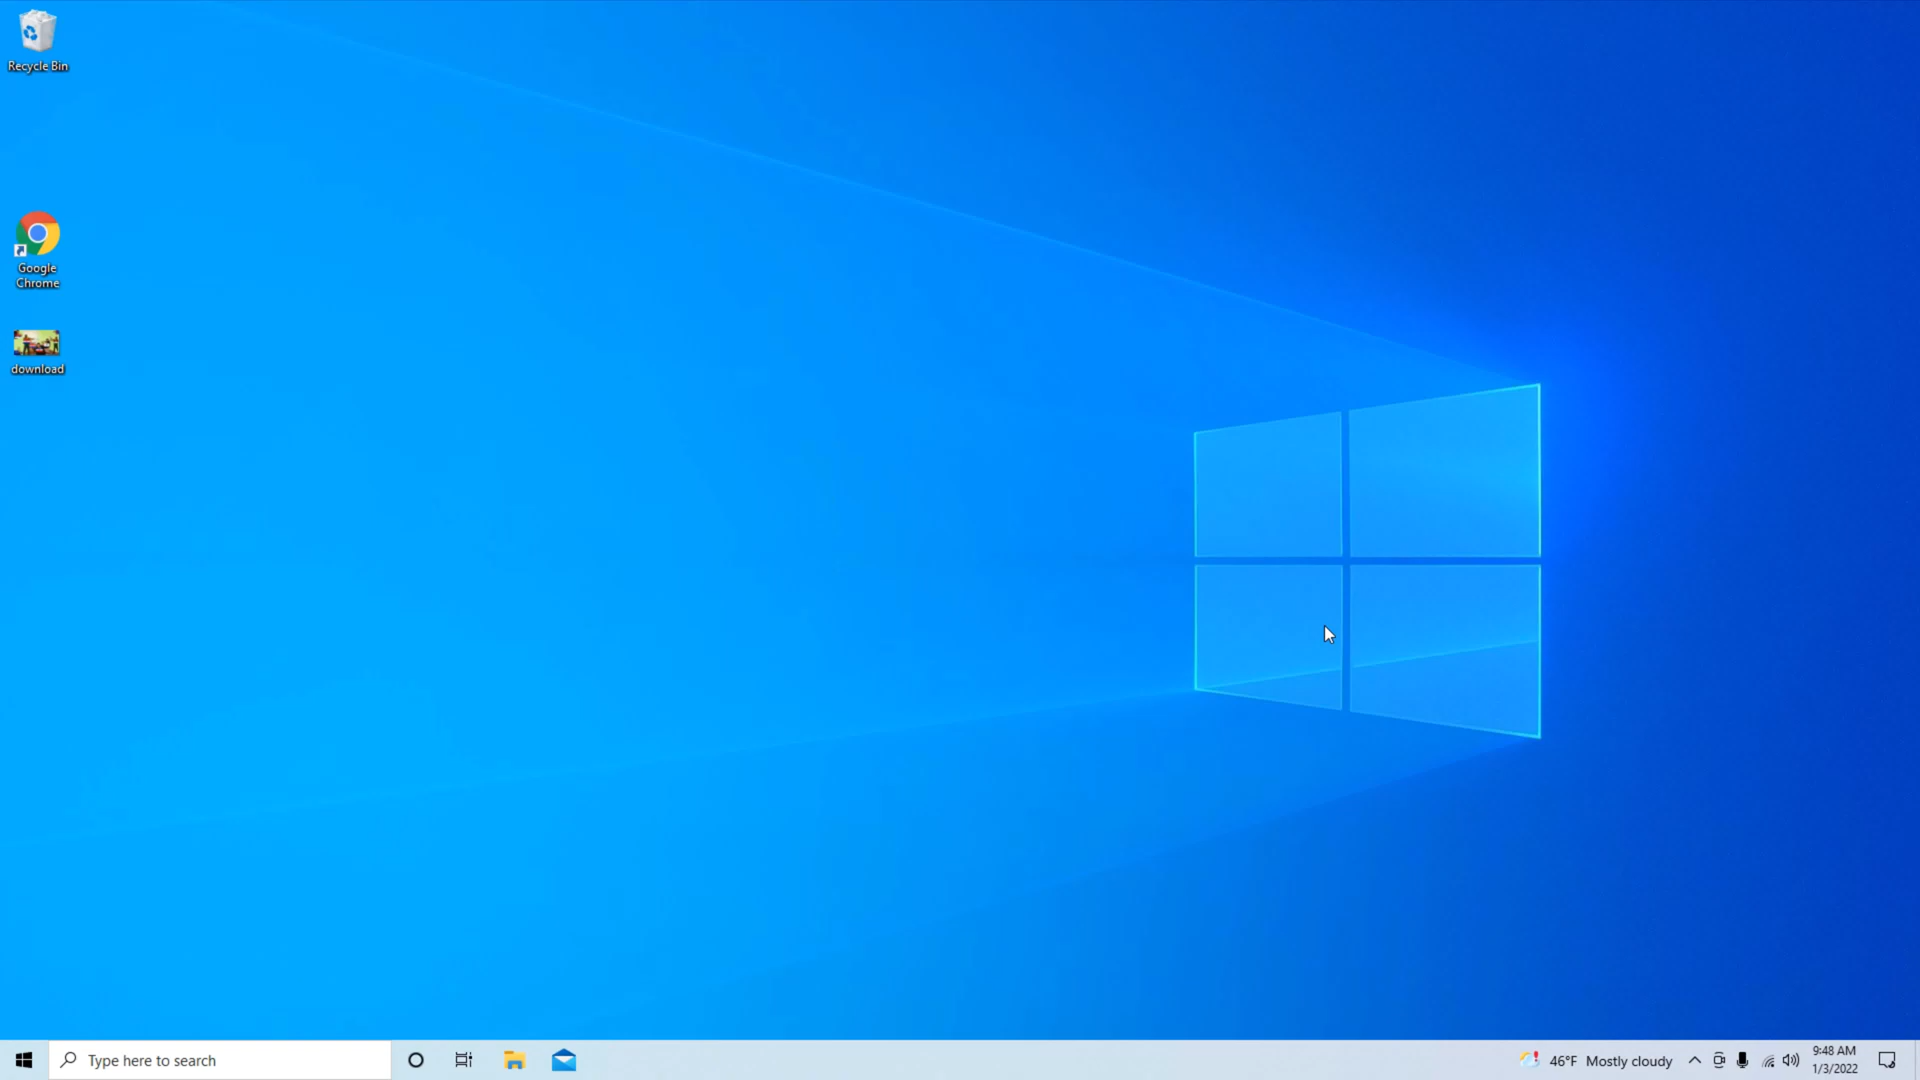 Recycle Bin
Google
Chrome
download
Type here to search
46°F Mostly cloudy
9:48 AM
1/3/2022